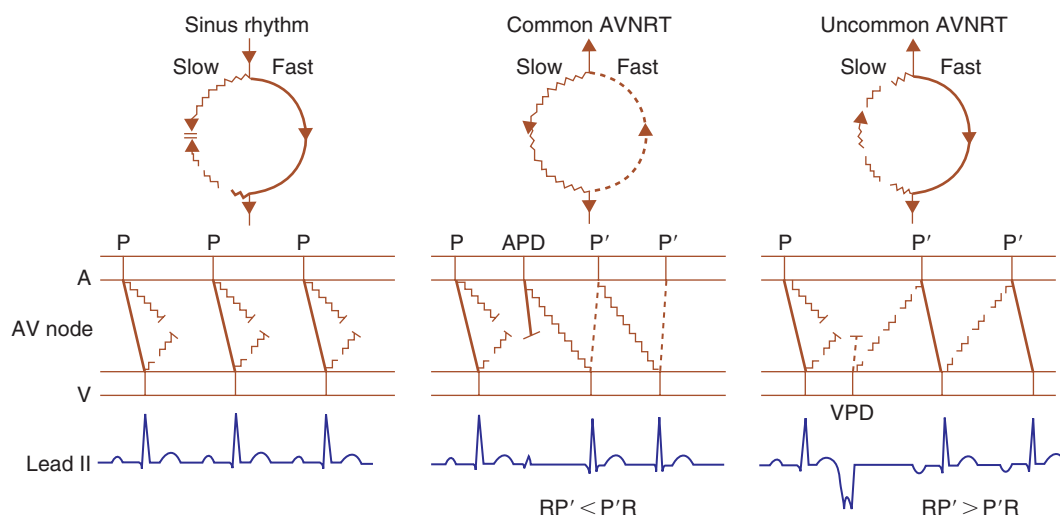 Sinus rhythm Common AVNRT Uncommon AVNRT
Slow Fast Slow Fast Slow Fast
P P P P APD P' P' P P' P'
A
AV node
V
VPD
Lead II
RP' < P'R RP' > P'R